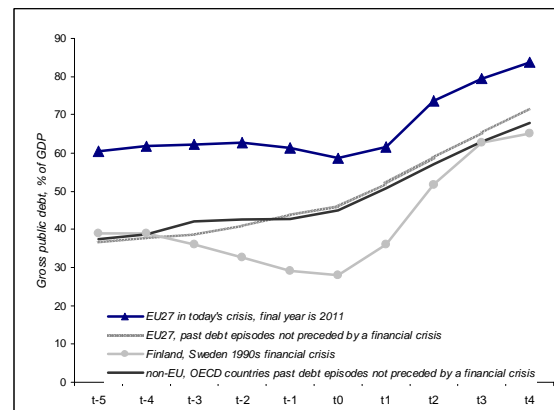 Gross public debt, % of GDP
90
80
70
60
50
40
30
20
10
0
EU27 in today's crisis, final year is 2011
EU27, past debt episodes not preceded by a financial crisis
Finland, Sweden 1990s financial crisis
non-EU, OECD countries past debt episodes not preceded by a financial crisis
t-5 t-4 t-3 t-2 t-1 t0 t1 t2 t3 t4